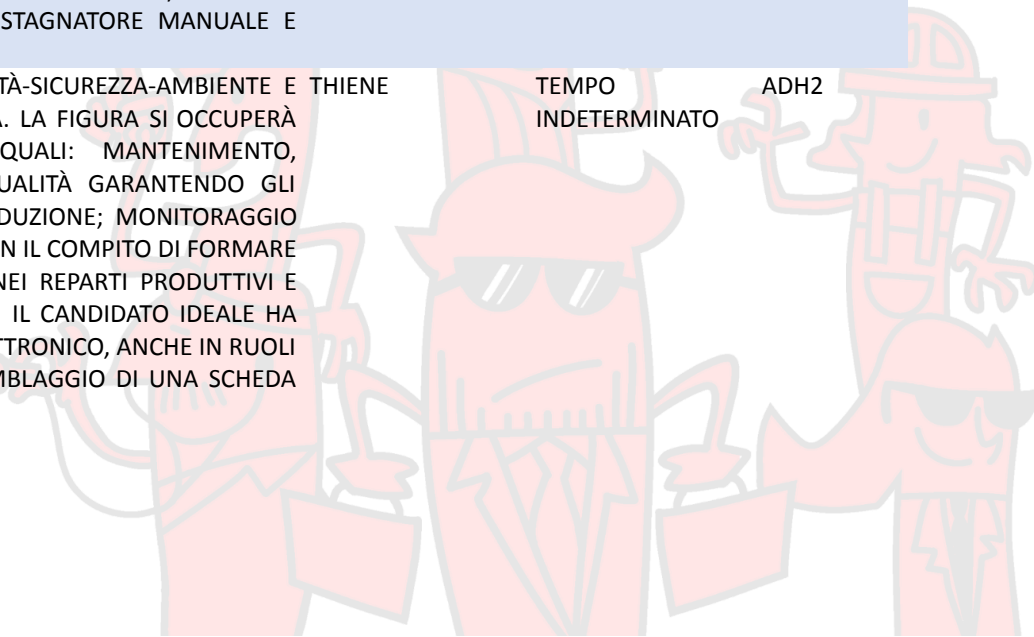 STAGNATORE MANUALE E
TÀ-SICUREZZA-AMBIENTE E THIENE TEMPO ADH2
A. LA FIGURA SI OCCUPERÀ INDETERMINATO
QUALI: MANTENIMENTO,
UALITÀ GARANTENDO GLI
DUZIONE; MONITORAGGIO
N IL COMPITO DI FORMARE
NEI REPARTI PRODUTTIVI E
IL CANDIDATO IDEALE HA
TTRONICO, ANCHE IN RUOLI
MBLAGGIO DI UNA SCHEDA